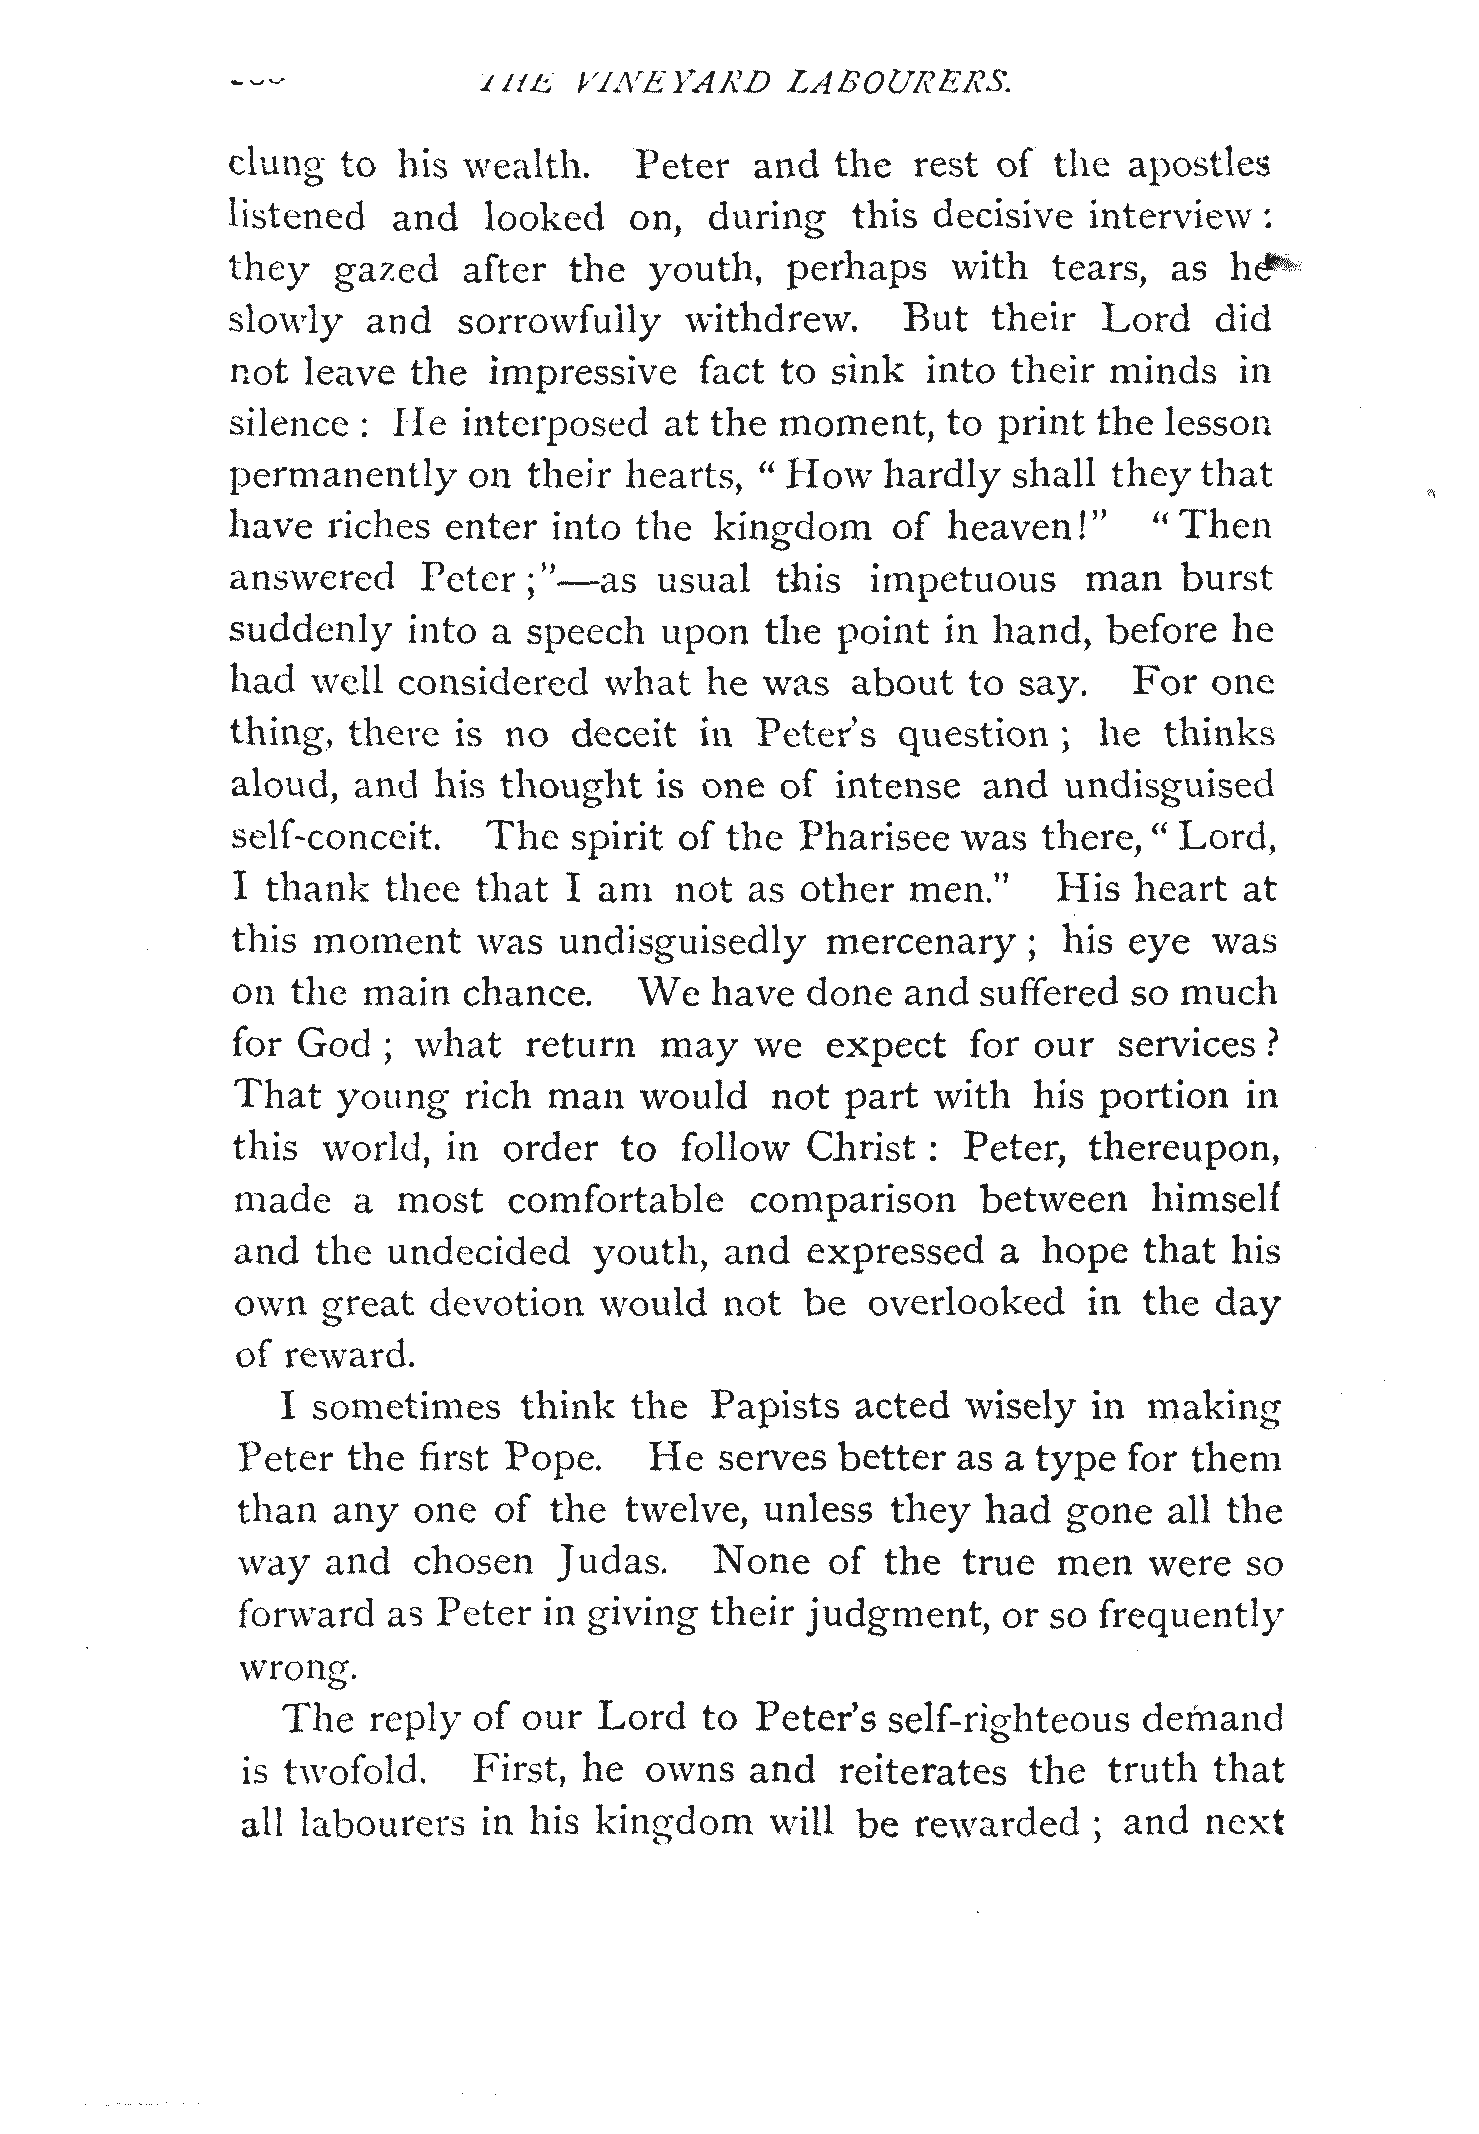 THE VINEYARD LABOURERS.
clung to his wealth. Peter and the rest of the apostles
listened and looked on, during this decisive interview :
they gazed after the youth, perhaps with tears, as he
slowly and sorrowfully withdrew. But their Lord did
not leave the impressive fact to sink into their minds in
silence : He interposed at the moment, to print the lesson
permanently on their hearts, “ How hardly shall they that
have riches enter into the kingdom of heaven!” “ Then
answered Peter ;”—as usual this impetuous man burst
suddenly into a speech upon the point in hand, before he
had well considered what he was about to say. For one
thing, there is no deceit in Peter’s question ; he thinks
aloud, and his thought is one of intense and undisguised
self-conceit. The spirit of the Pharisee was there, “ Lord,
I thank thee that I am not as other men.” His heart at
this moment was undisguisedly mercenary ; his eye was
on the main chance. We have done and suffered so much
for God ; what return may we expect for our services ?
That young rich man would not part with his portion in
this world, in order to follow Christ : Peter, thereupon,
made a most comfortable comparison between himself
and the undecided youth, and expressed a hope that his
own great devotion would not be overlooked in the day
of reward.
I sometimes think the Papists acted wisely in making
Peter the first Pope. He serves better as a type for them
than any one of the twelve, unless they had gone all the
way and chosen Judas. None of the true men were so
forward as Peter in giving their judgment, or so frequently
wrong.
The reply of our Lord to Peter’s self-righteous demand
is twofold. First, he owns and reiterates the truth that
all labourers in his kingdom will be rewarded ; and next